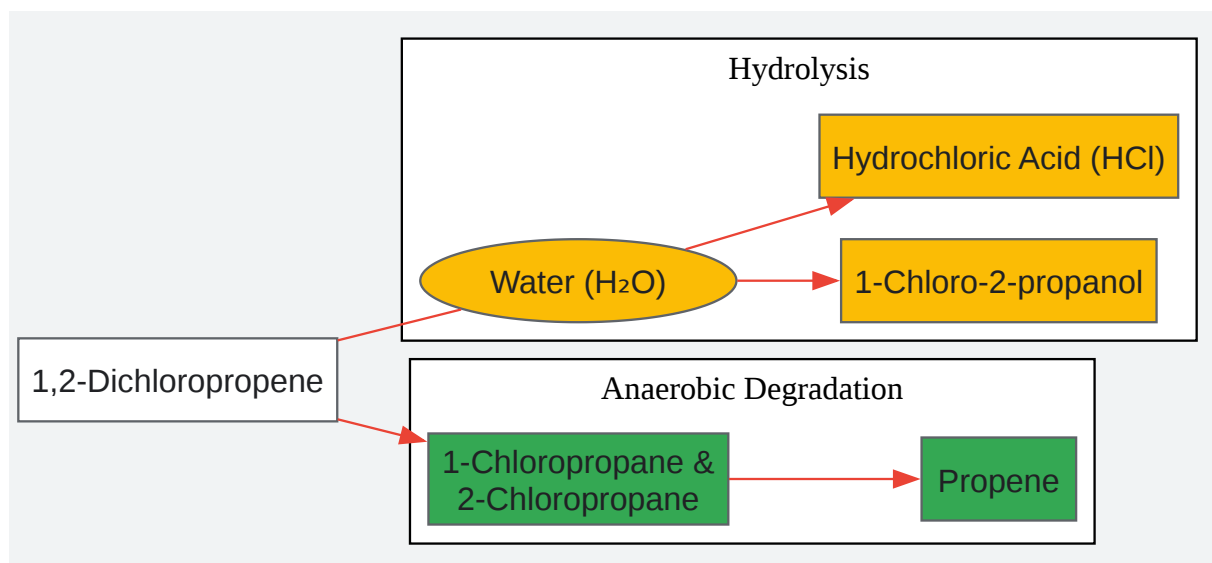 Hydrolysis
Hydrochloric Acid (HCl)
Water (H₂O)
1-Chloro-2-propanol
1,2-Dichloropropene
Anaerobic Degradation
1-Chloropropane &
2-Chloropropane
Propene